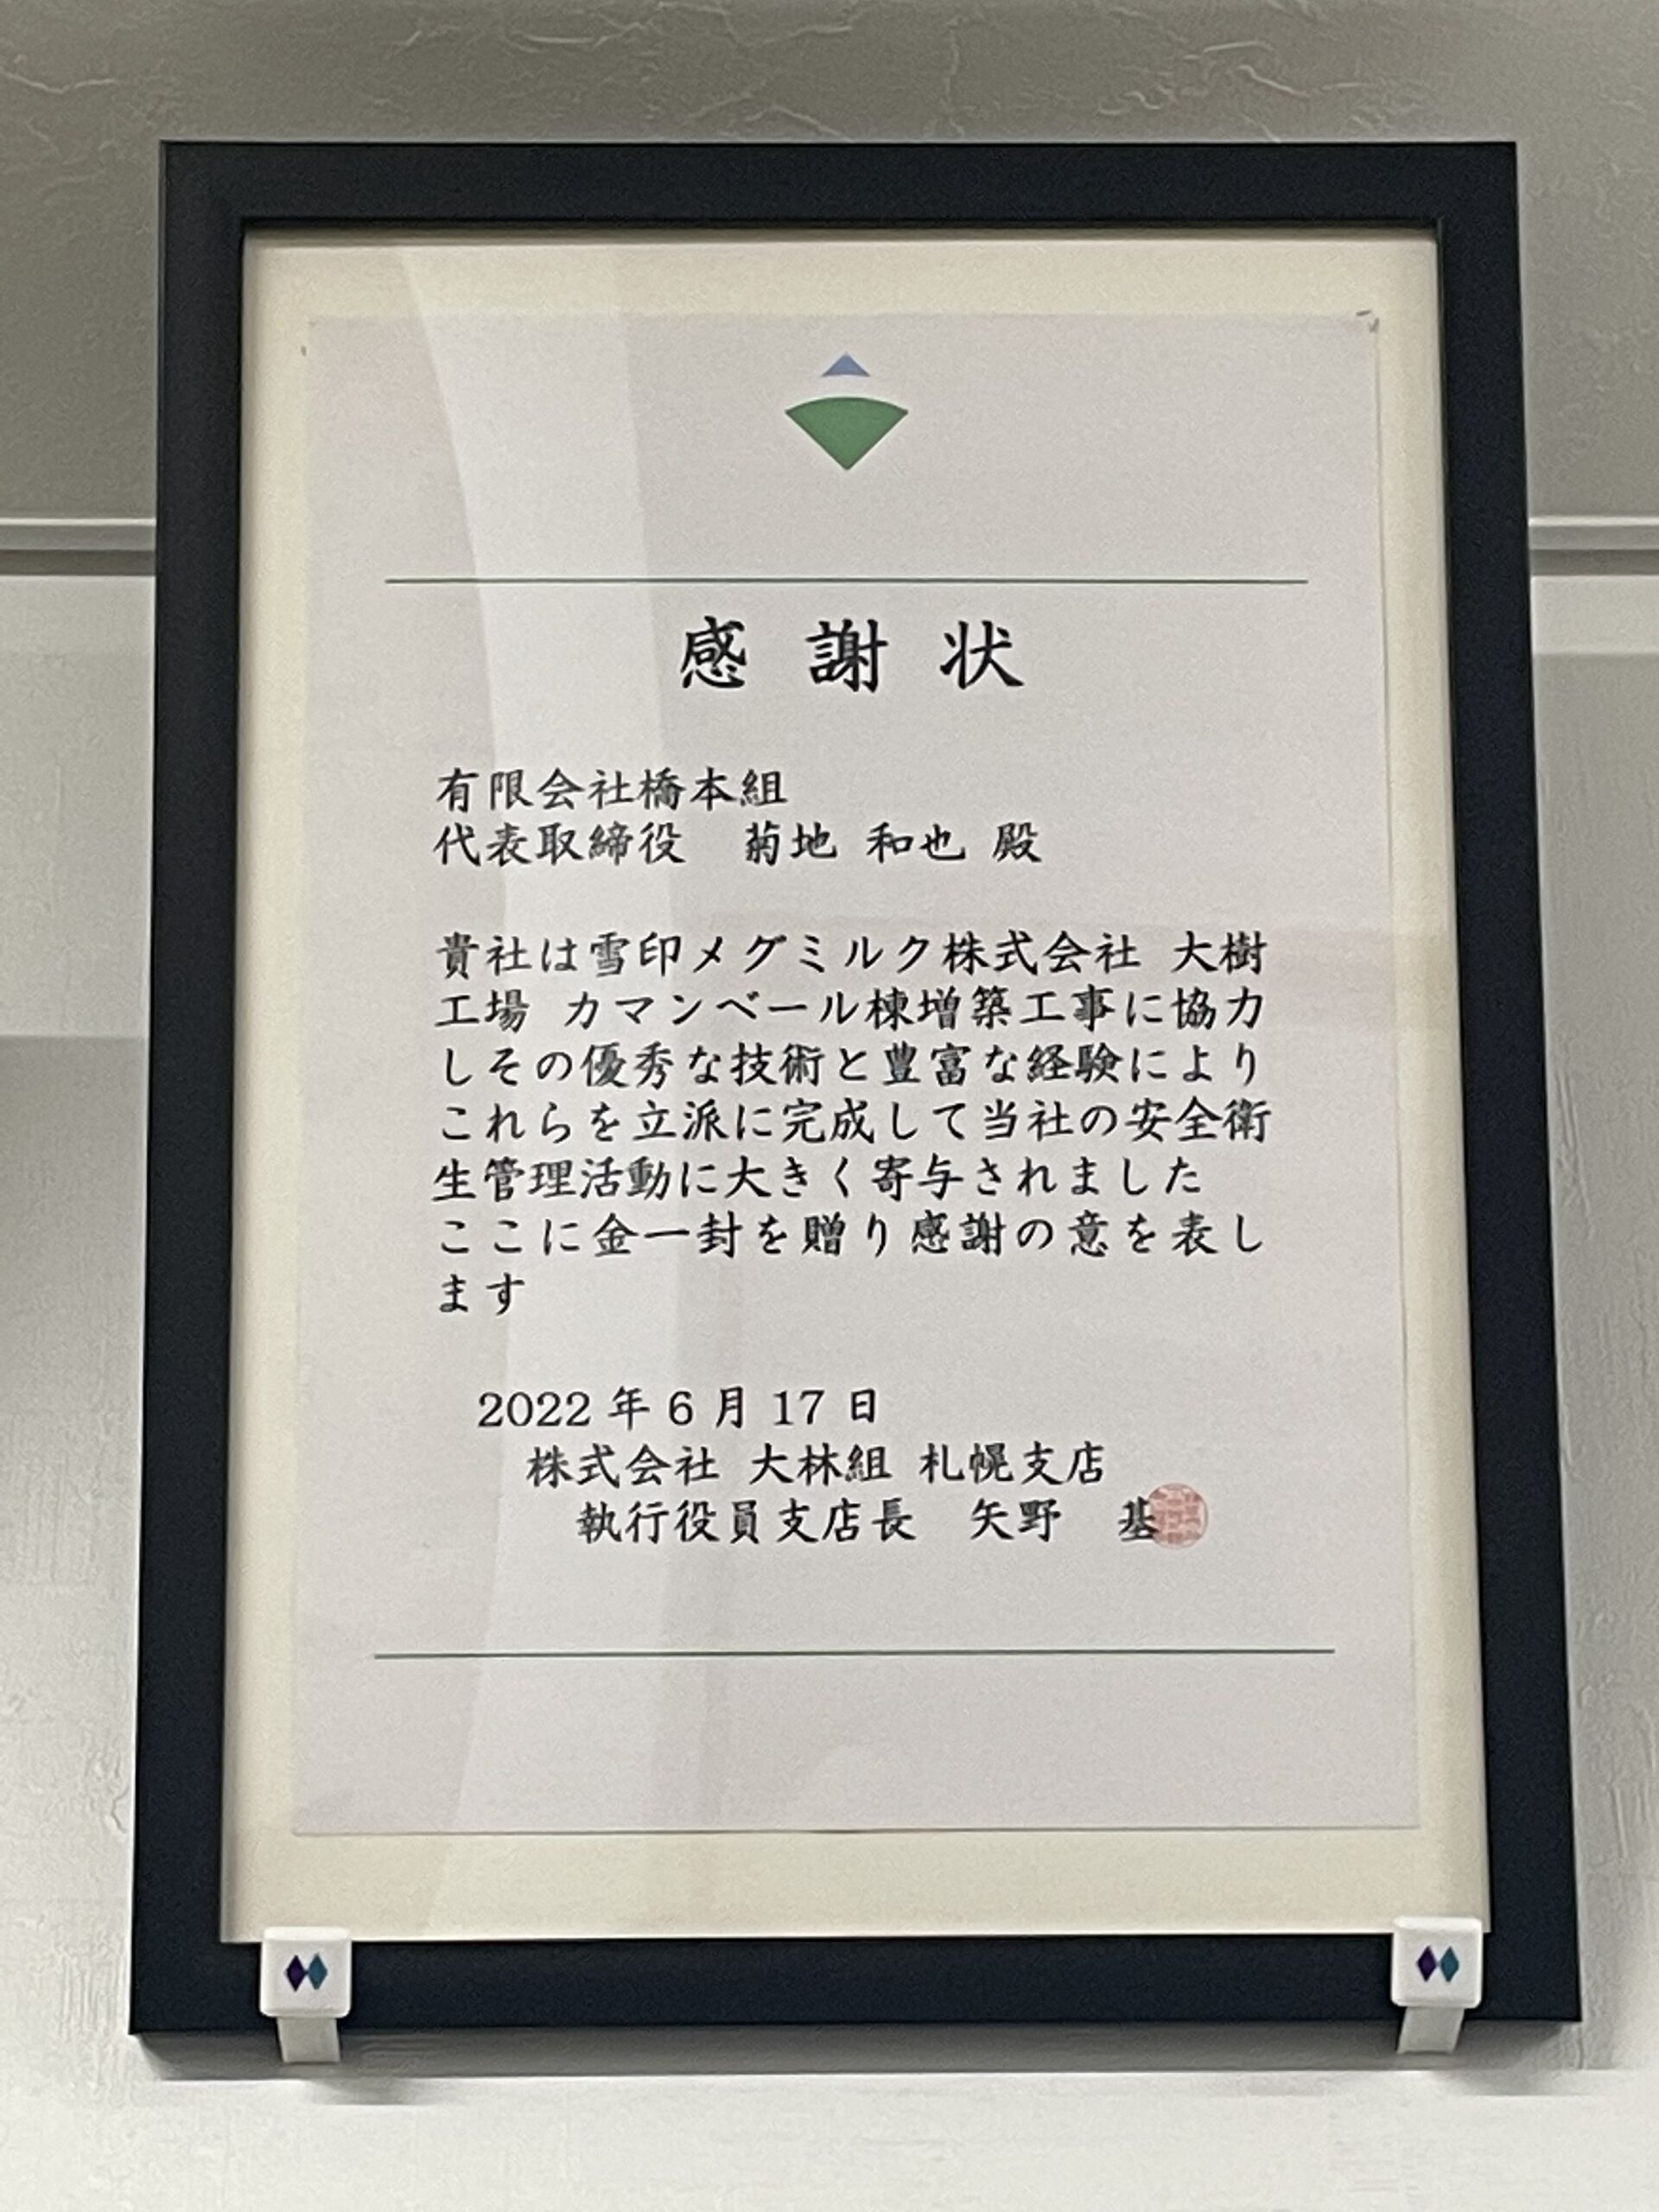 感謝状
有限会社橋本組
代表取締役　菊地 和也 殿
貴社は雪印メグミルク株式会社 大樹
工場 カマンベール棟増築工事に協力
しその優秀な技術と豊富な経験により
これらを立派に完成して当社の安全衛
生管理活動に大きく寄与されました
ここに金一封を贈り感謝の意を表し
ます
2022 年 6 月 17 日
株式会社 大林組 札幌支店
執行役員支店長　矢野　基